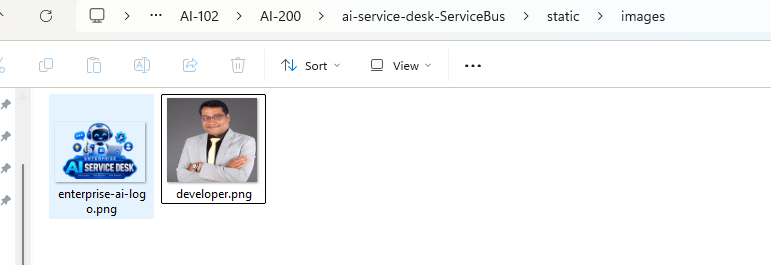 AI-102 > AI-200 > ai-service-desk-ServiceBus > static > images
Sort
View
ENTERPRISE
AI SERVICE DESK
enterprise-ai-log
o.png
developer.png